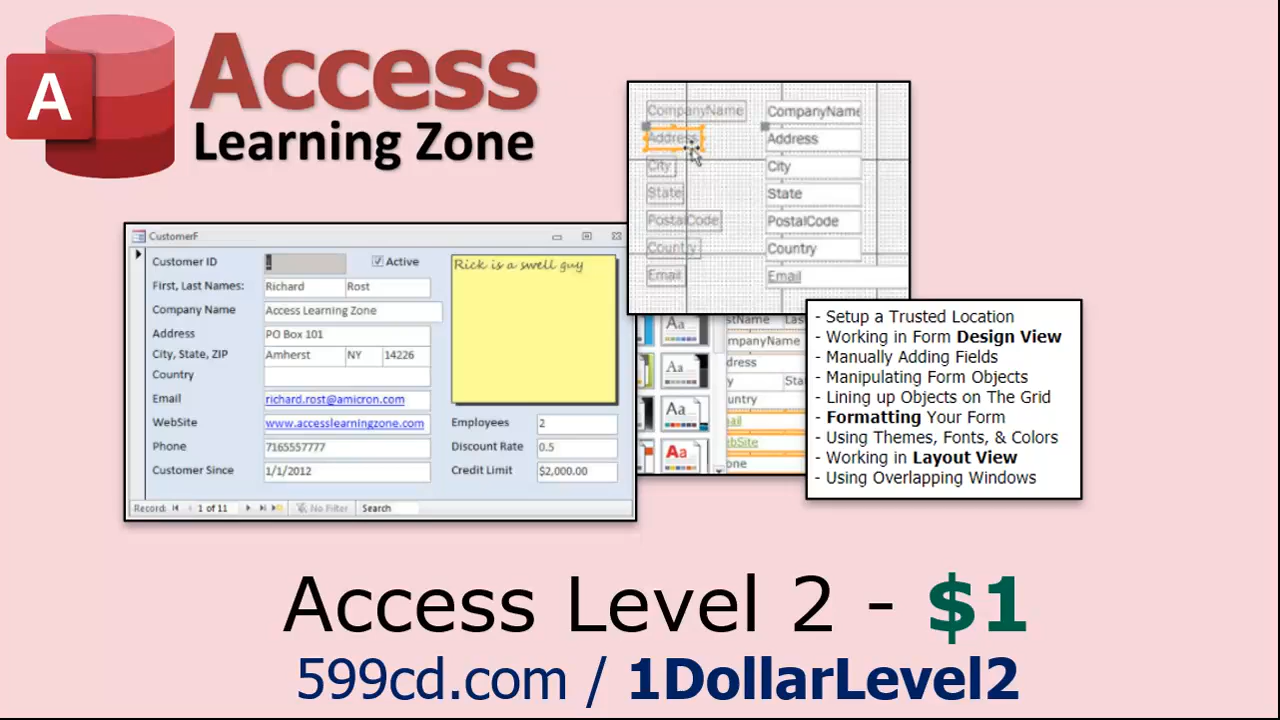 A
Access
Learning Zone
CompanyName CompanyName
Address Address
City City
State State
PostalCode PostalCode
Country Country
Email Email
CustomerF
Customer ID Active
First, Last Names: Richard Rost
Company Name Access Learning Zone
Address PO Box 101
City, State, ZIP Amherst NY 14226
Country
Email richard.rost@amicron.com
WebSite www.accesslearningzone.com
Phone 7165557777
Customer Since 1/1/2012
Rick is a swell guy
Employees 2
Discount Rate 0.5
Credit Limit $2,000.00
Record: 1 of 11 No Filter Search
Aa
Aa
Aa
Aa
- Setup a Trusted Location
- Working in Form Design View
- Manually Adding Fields
- Manipulating Form Objects
- Lining up Objects on The Grid
- Formatting Your Form
- Using Themes, Fonts, & Colors
- Working in Layout View
- Using Overlapping Windows
Access Level 2 - $1
599cd.com / 1DollarLevel2